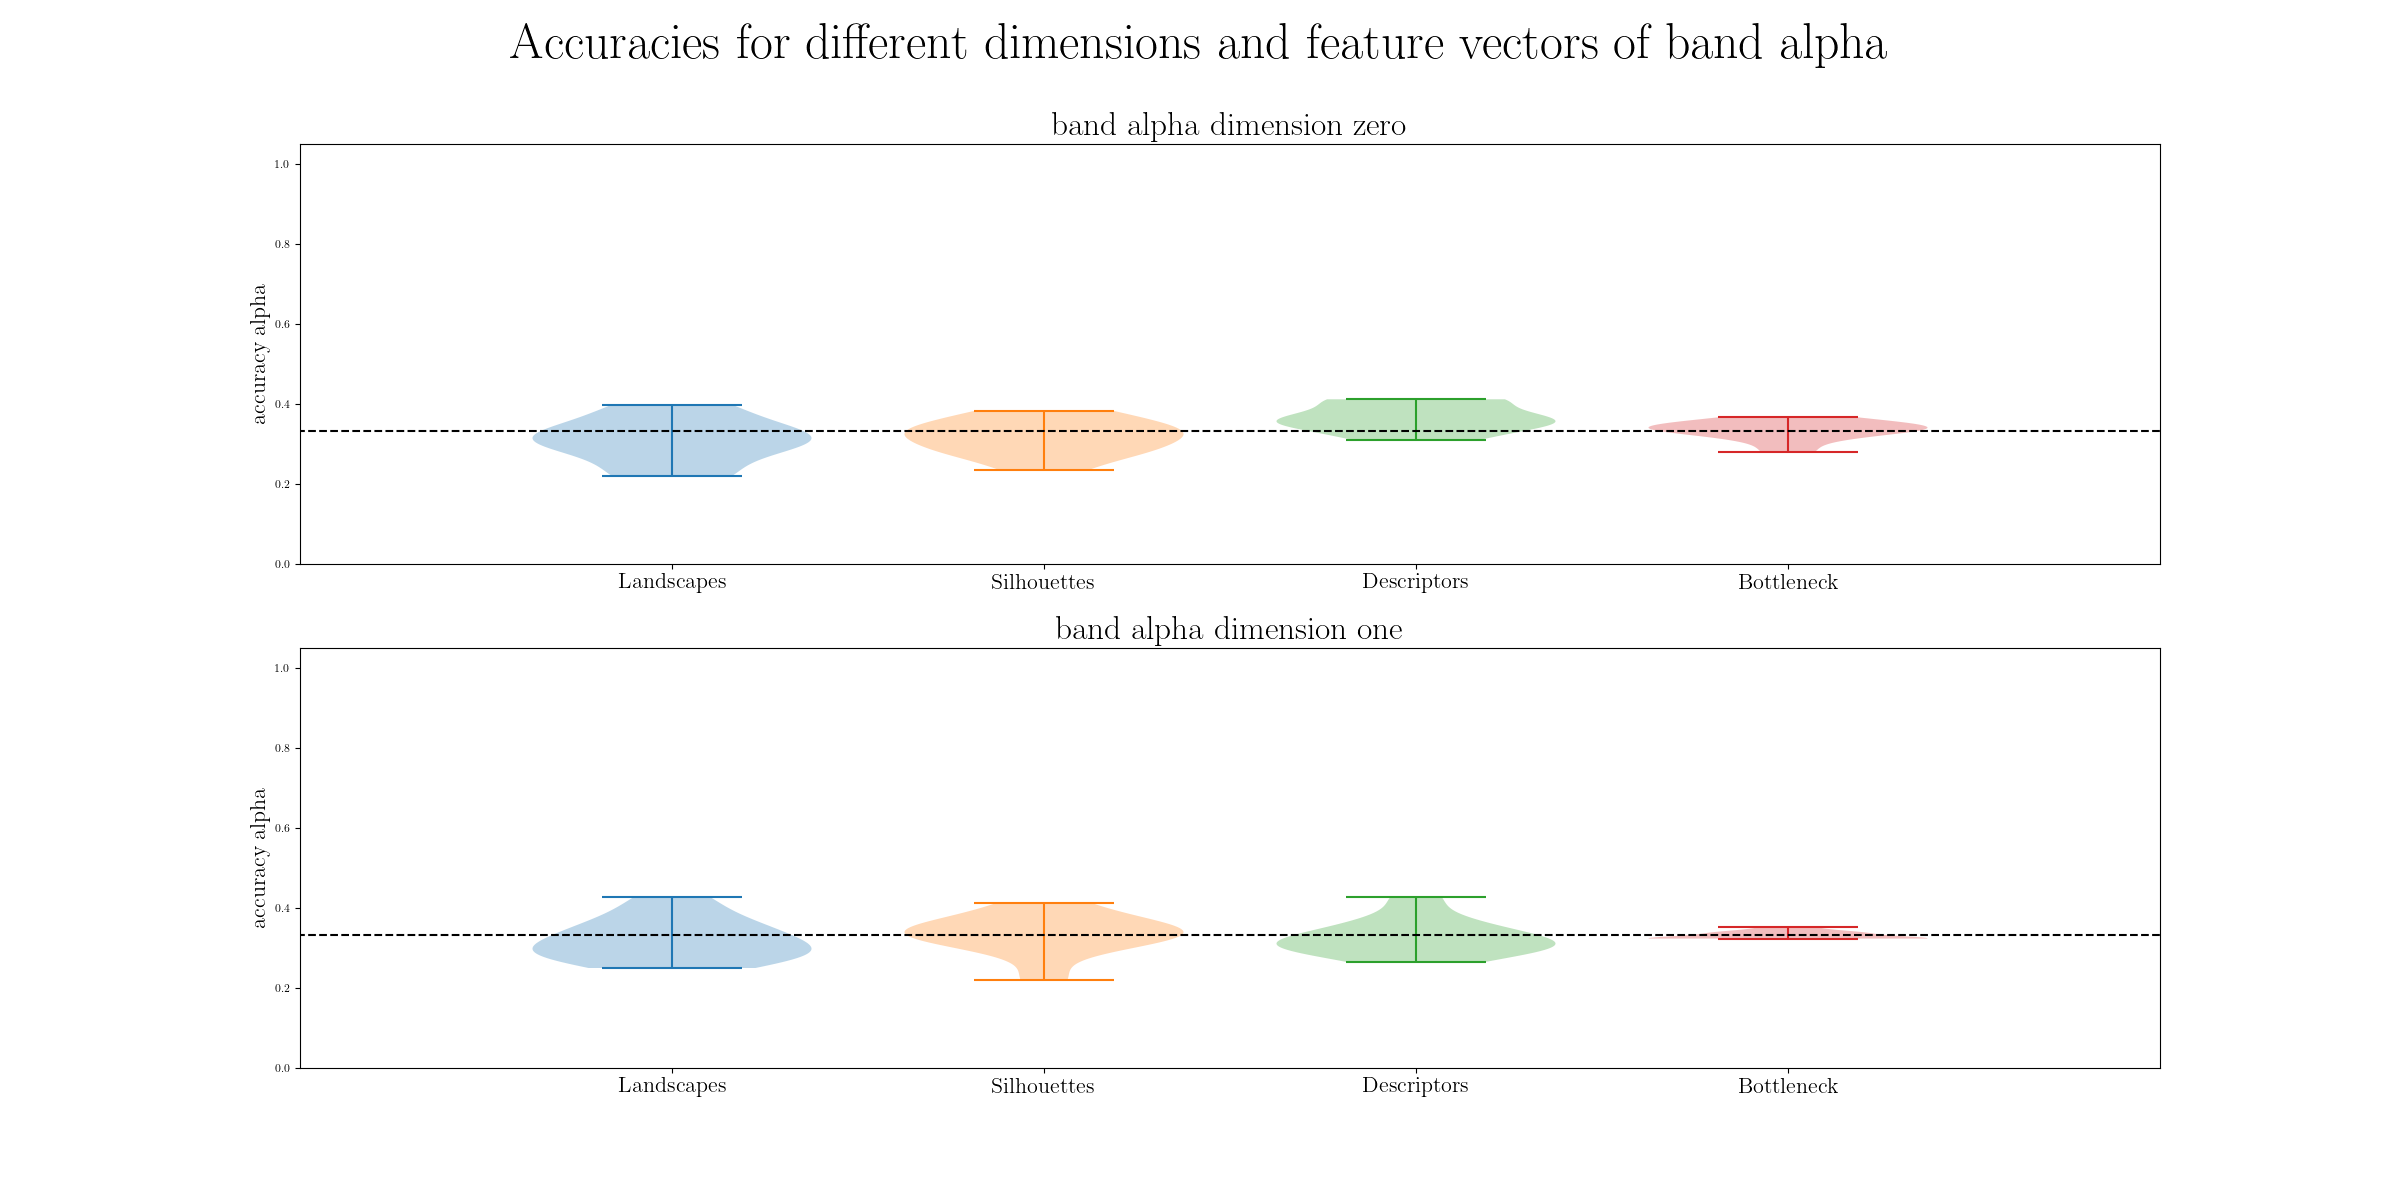 Accuracies for different dimensions and feature vectors of band alpha
band alpha dimension zero
1.0
0.8
0.6
0.4
0.2
0.0
accuracy alpha
Landscapes Silhouettes Descriptors Bottleneck
band alpha dimension one
1.0
0.8
0.6
0.4
0.2
0.0
accuracy alpha
Landscapes Silhouettes Descriptors Bottleneck